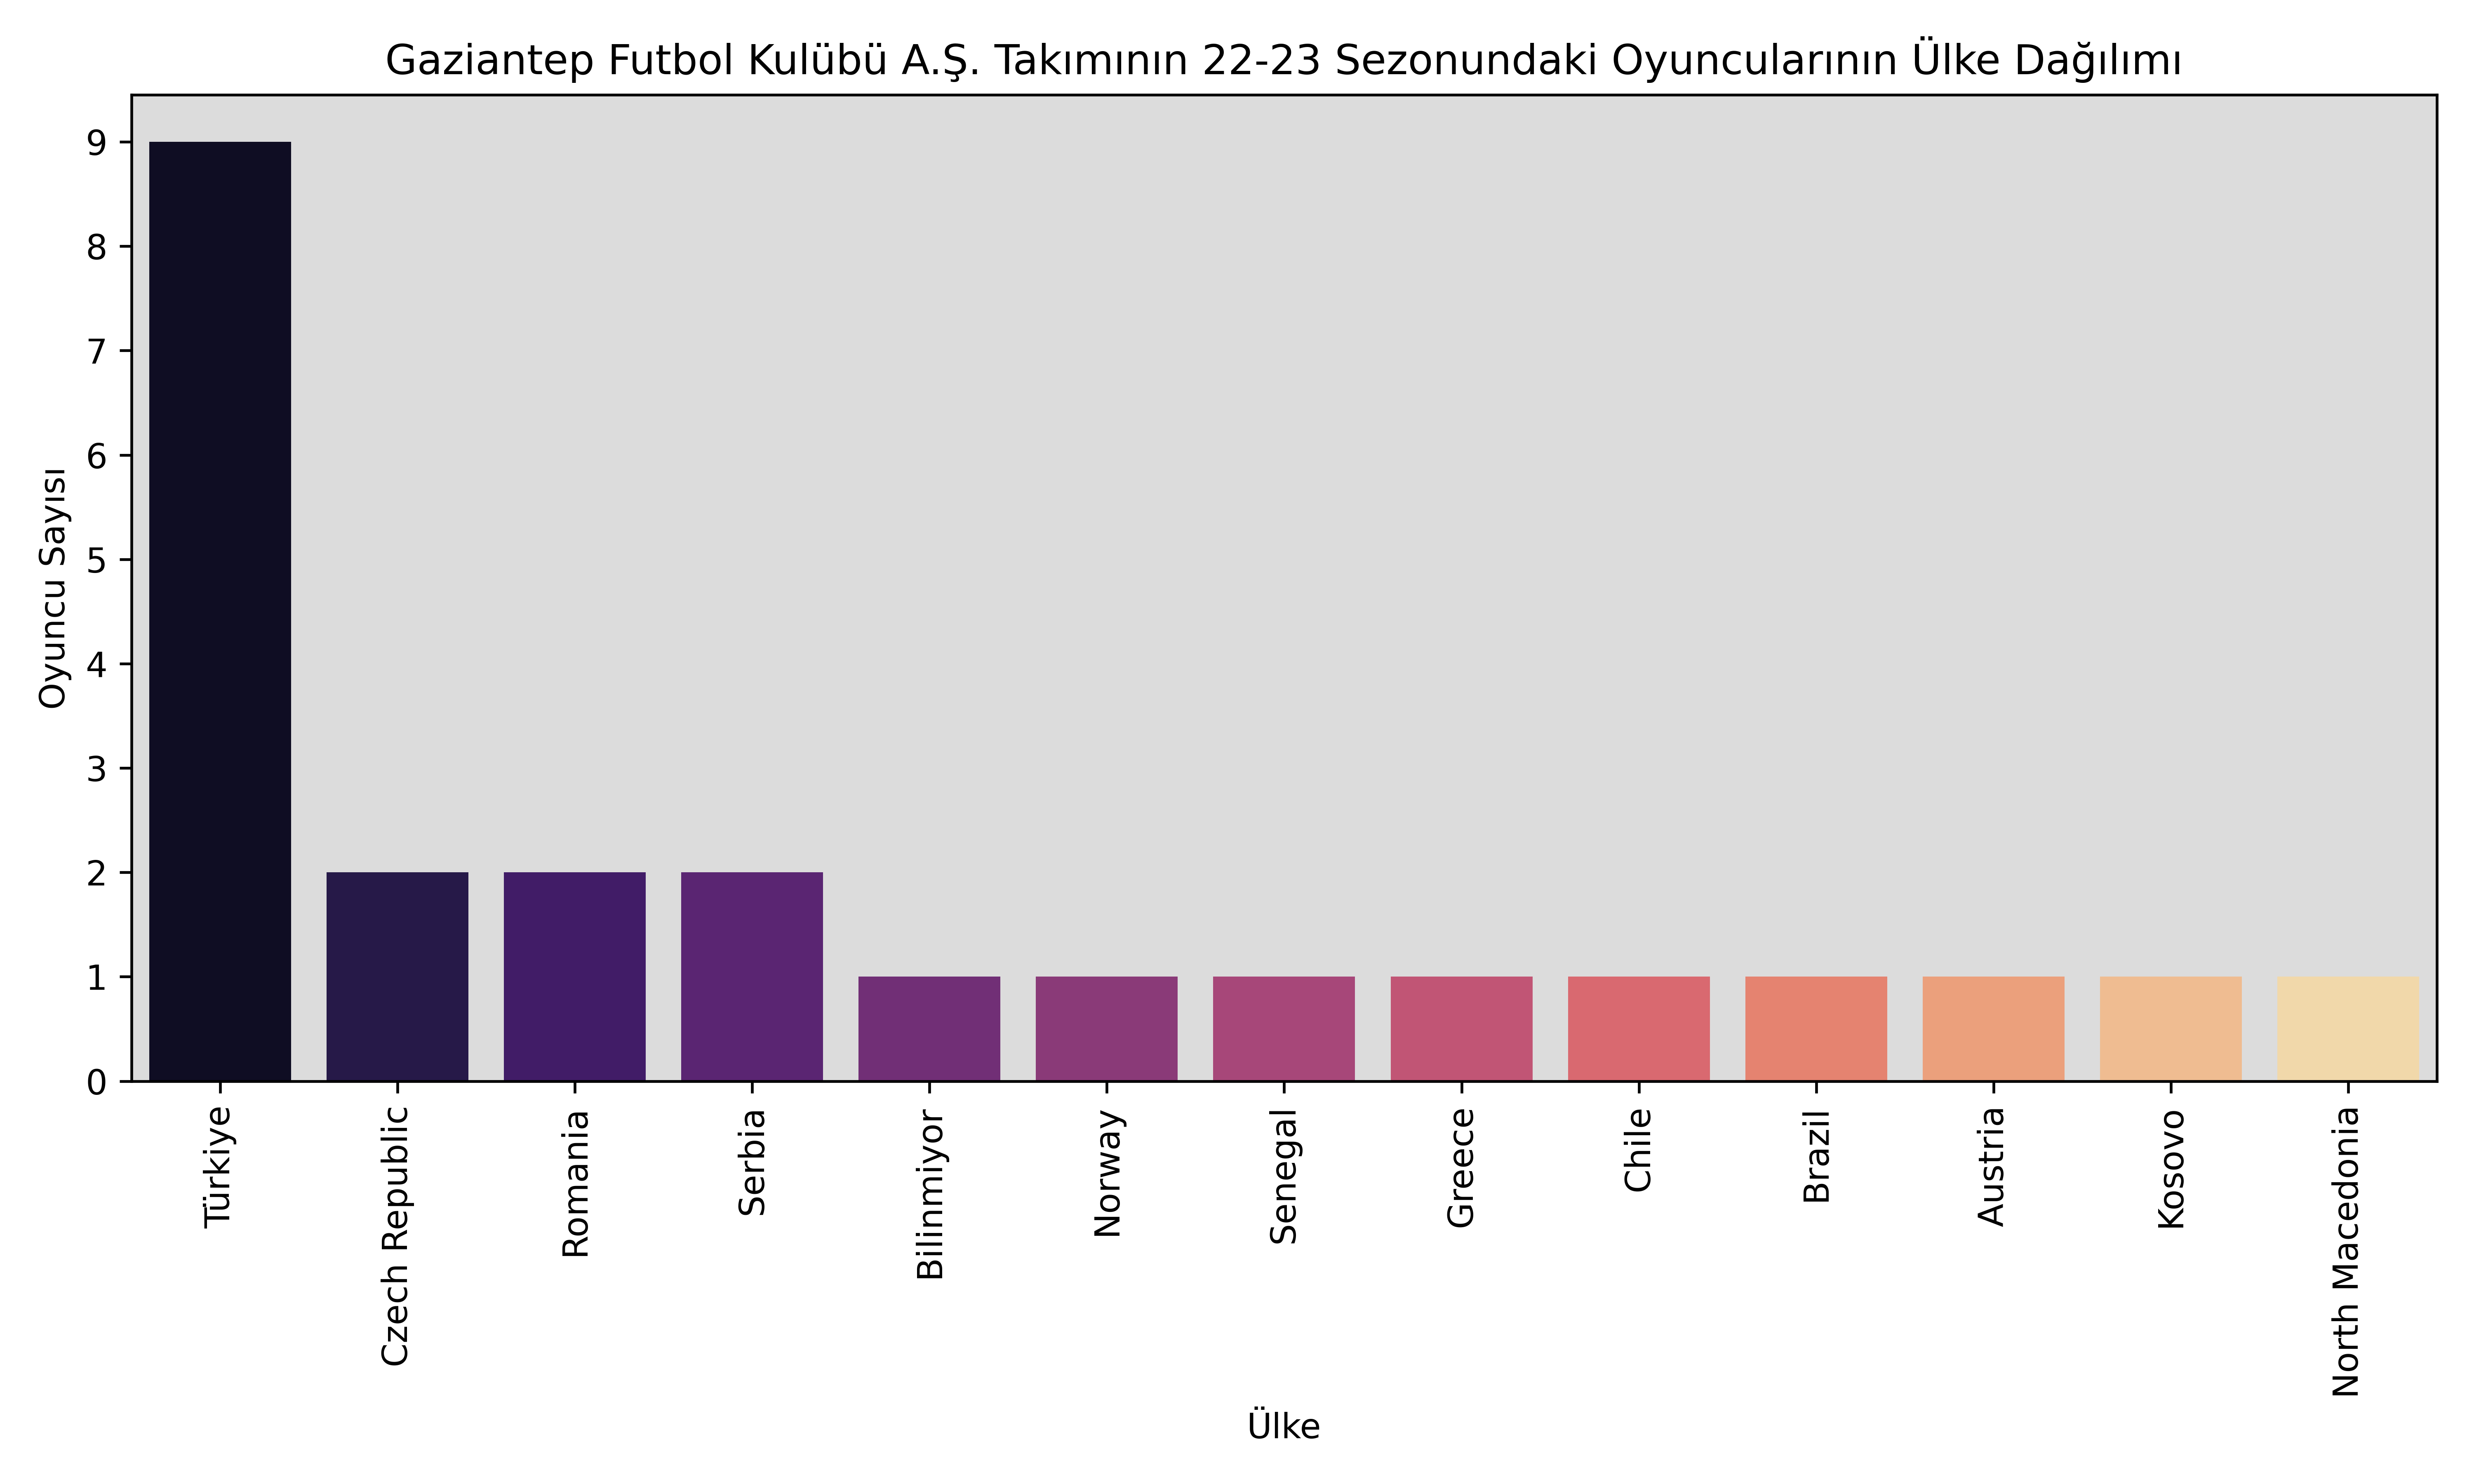 Gaziantep Futbol Kulübü A.Ş. Takımının 22-23 Sezonundaki Oyuncularının Ülke Dağılımı
Oyuncu Sayısı
9
8
7
6
5
4
3
2
1
0
Türkiye
Czech Republic
Romania
Serbia
Bilinmiyor
Norway
Senegal
Greece
Chile
Brazil
Austria
Kosovo
North Macedonia
Ülke